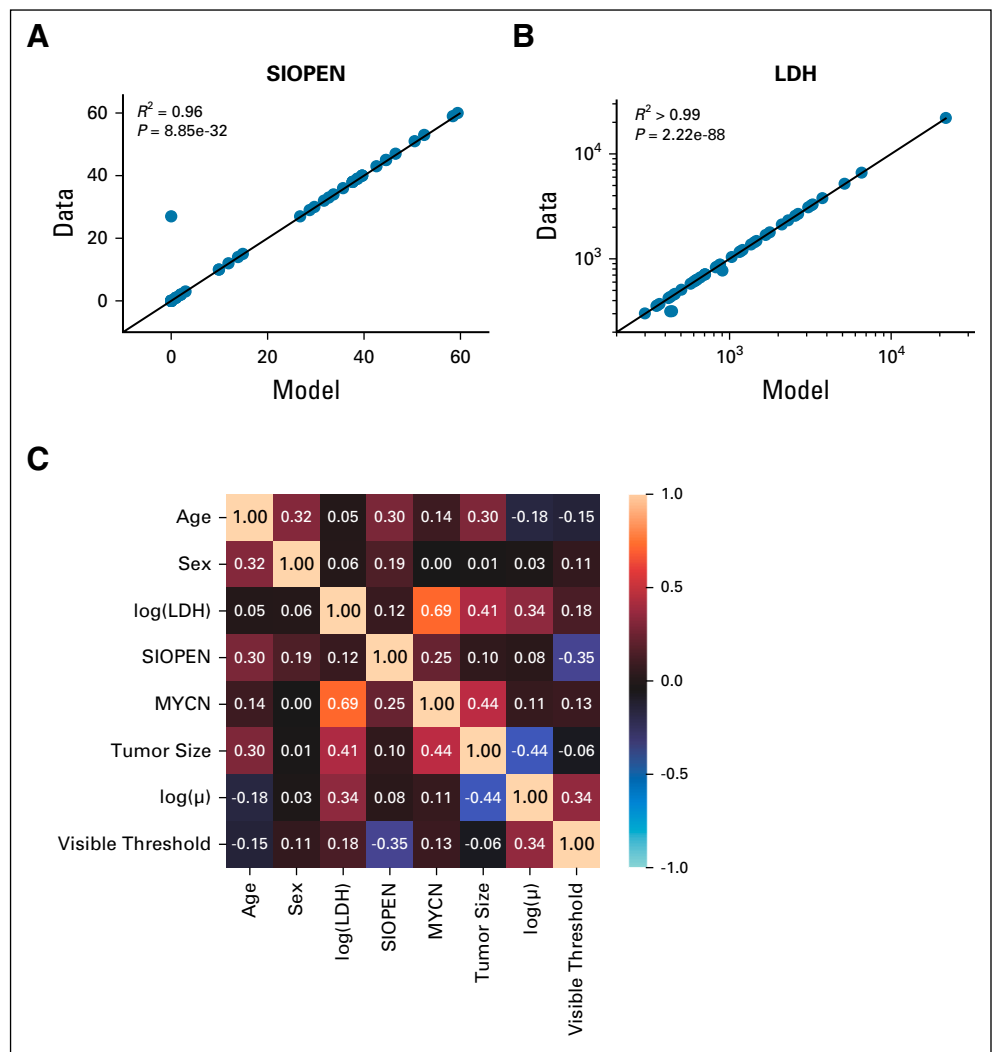 A
SIOPEN
R² = 0.96
P = 8.85e-32
60
40
20
0
Data
0 20 40 60
Model
B
LDH
R² > 0.99
P = 2.22e-88
10⁴
10³
Data
10³ 10⁴
Model
C
Age 1.00 0.32 0.05 0.30 0.14 0.30 -0.18 -0.15
Sex 0.32 1.00 0.06 0.19 0.00 0.01 0.03 0.11
log(LDH) 0.05 0.06 1.00 0.12 0.69 0.41 0.34 0.18
SIOPEN 0.30 0.19 0.12 1.00 0.25 0.10 0.08 -0.35
MYCN 0.14 0.00 0.69 0.25 1.00 0.44 0.11 0.13
Tumor Size 0.30 0.01 0.41 0.10 0.44 1.00 -0.44 -0.06
log(μ) -0.18 0.03 0.34 0.08 0.11 -0.44 1.00 0.34
Visible Threshold -0.15 0.11 0.18 -0.35 0.13 -0.06 0.34 1.00
Age
Sex
log(LDH)
SIOPEN
MYCN
Tumor Size
log(μ)
Visible Threshold
1.0
0.5
0.0
-0.5
-1.0